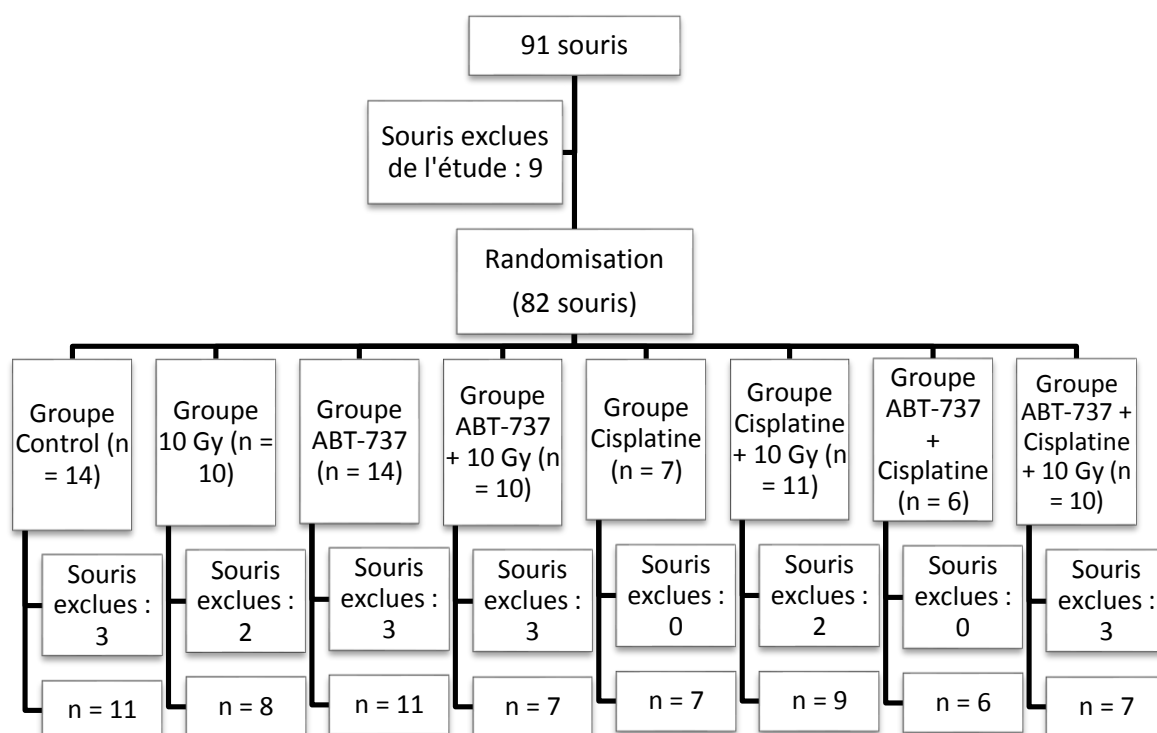 91 souris
Souris exclues
de l'étude : 9
Randomisation
(82 souris)
Groupe
Control (n
= 14)
Groupe
10 Gy (n =
10)
Groupe
ABT-737
(n = 14)
Groupe
ABT-737
+ 10 Gy (n
= 10)
Groupe
Cisplatine
(n = 7)
Groupe
Cisplatine
+ 10 Gy (n
= 11)
Groupe
ABT-737
+
Cisplatine
(n = 6)
Groupe
ABT-737 +
Cisplatine
+ 10 Gy (n
= 10)
Souris
exclues :
3
Souris
exclues :
2
Souris
exclues :
3
Souris
exclues :
3
Souris
exclues :
0
Souris
exclues :
2
Souris
exclues :
0
Souris
exclues :
3
n = 11
n = 8
n = 11
n = 7
n = 7
n = 9
n = 6
n = 7